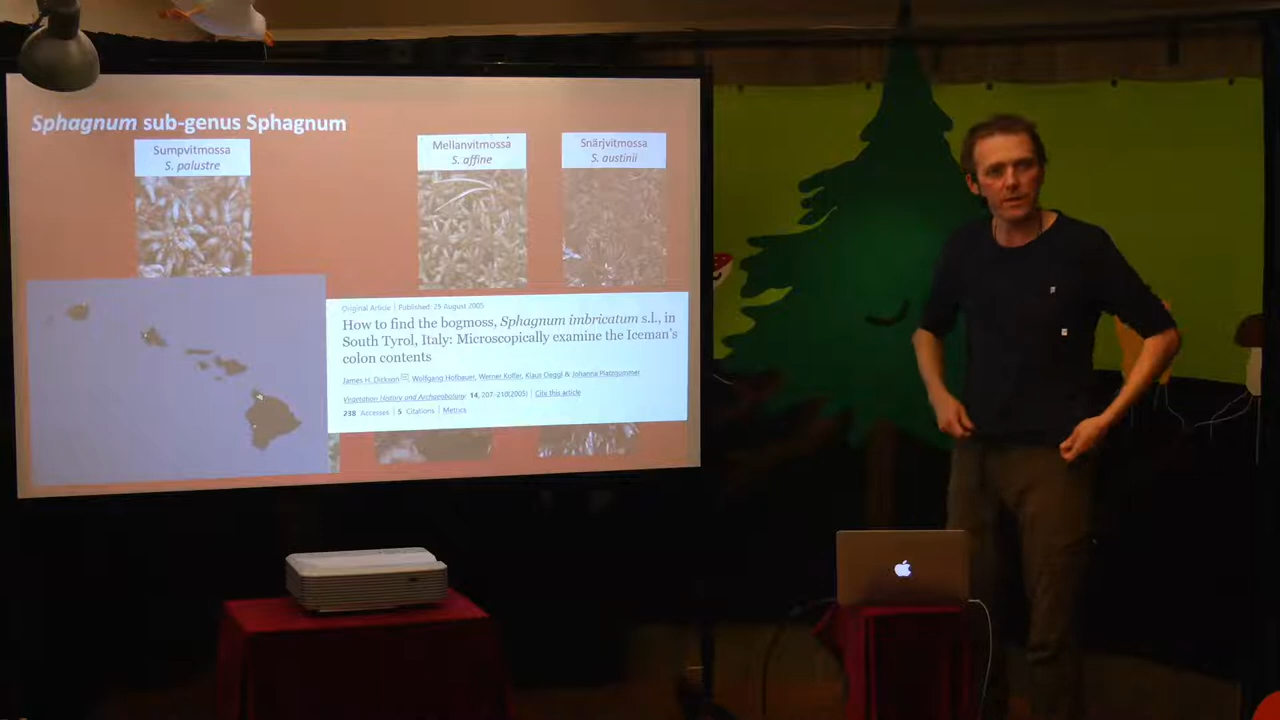 Sphagnum sub-genus Sphagnum
Sumpvitmossa
S. palustre
Mellanvitmossa
S. affine
Snärjvitmossa
S. austinii
Original Article | Published: 25 August 2005
How to find the bogmoss, Sphagnum imbricatum s.l., in
South Tyrol, Italy: Microscopically examine the Iceman's
colon contents
James H. Dickson, Wolfgang Hofbauer, Werner Kofler, Klaus Oeggl & Johanna Platzgummer
Vegetation History and Archaeobotany 14, 207–210(2005) | Cite this article
238 Accesses | 5 Citations | Metrics